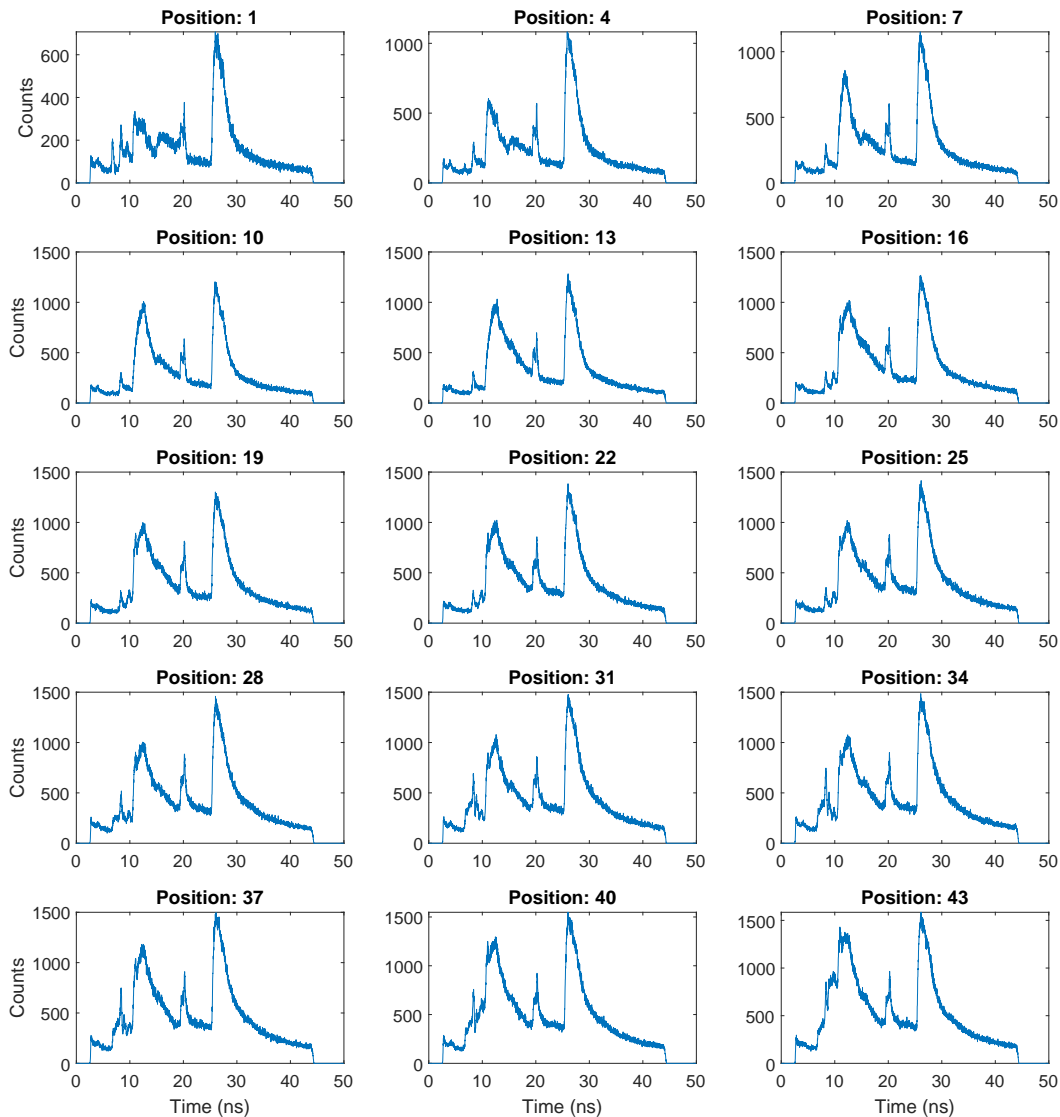 Position: 1
Position: 4
Position: 7
600
400
200
0
Counts
1000
500
0
1000
500
0
0 10 20 30 40 50
0 10 20 30 40 50
0 10 20 30 40 50
Position: 10
Position: 13
Position: 16
1500
1000
500
0
Counts
1500
1000
500
0
1500
1000
500
0
0 10 20 30 40 50
0 10 20 30 40 50
0 10 20 30 40 50
Position: 19
Position: 22
Position: 25
1500
1000
500
0
Counts
1500
1000
500
0
1500
1000
500
0
0 10 20 30 40 50
0 10 20 30 40 50
0 10 20 30 40 50
Position: 28
Position: 31
Position: 34
1500
1000
500
0
Counts
1500
1000
500
0
1500
1000
500
0
0 10 20 30 40 50
0 10 20 30 40 50
0 10 20 30 40 50
Position: 37
Position: 40
Position: 43
1500
1000
500
0
Counts
1500
1000
500
0
1500
1000
500
0
0 10 20 30 40 50
0 10 20 30 40 50
0 10 20 30 40 50
Time (ns)
Time (ns)
Time (ns)